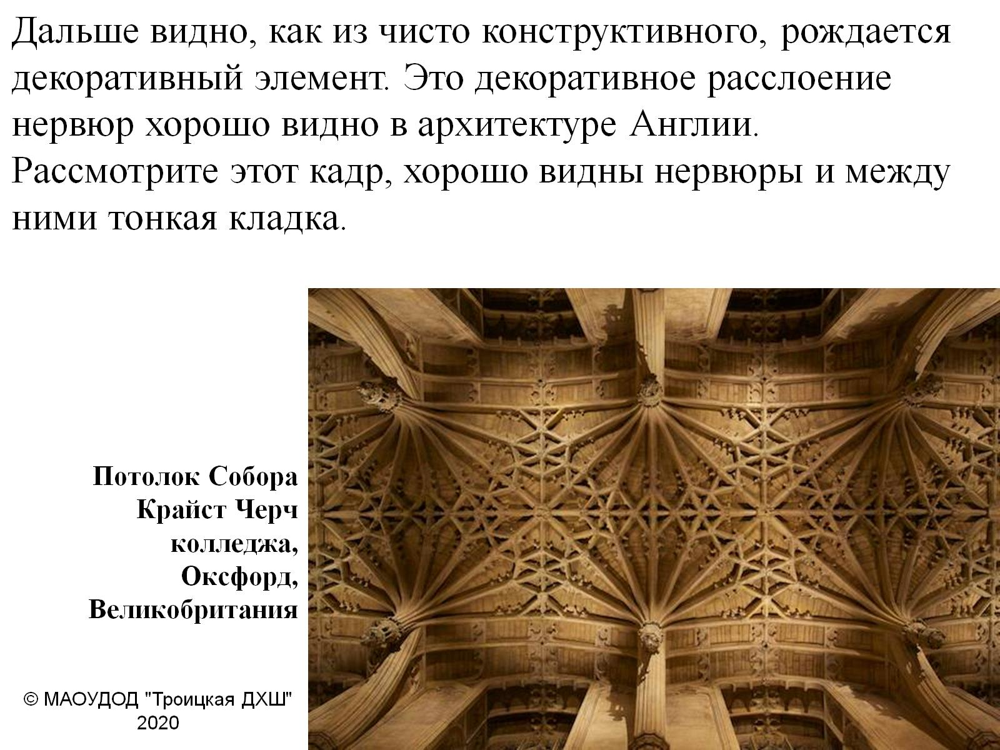 Дальше видно, как из чисто конструктивного, рождается
декоративный элемент. Это декоративное расслоение
нервюр хорошо видно в архитектуре Англии.
Рассмотрите этот кадр, хорошо видны нервюры и между
ними тонкая кладка.
Потолок Собора
Крайст Черч
колледжа,
Оксфорд,
Великобритания
© МАОУДОД "Троицкая ДХШ"
2020